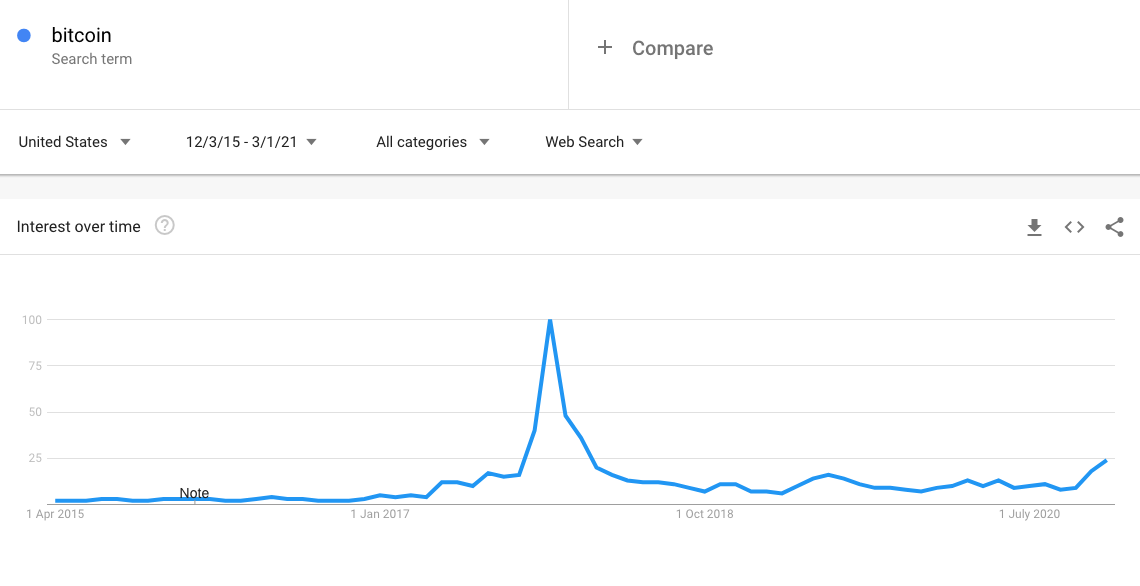 bitcoin
Search term
+ Compare
United States
12/3/15 - 3/1/21
All categories
Web Search
Interest over time ?
100
75
50
25
Note
1 Apr 2015
1 Jan 2017
1 Oct 2018
1 July 2020